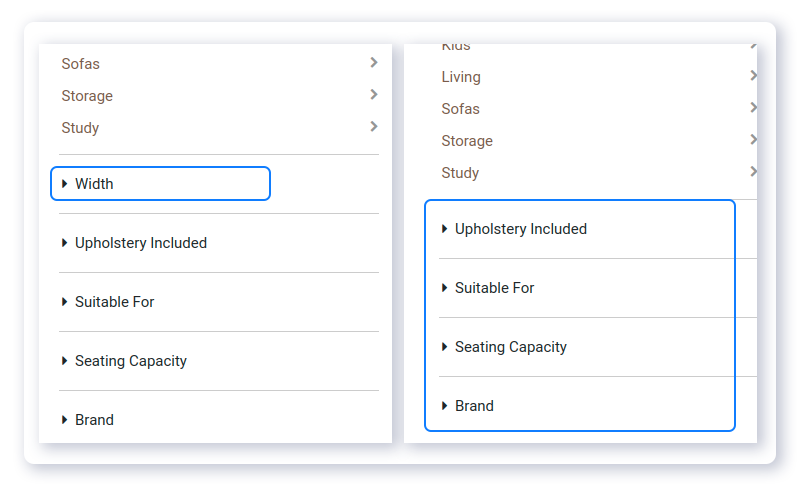 Sofas
Storage
Study
Width
Upholstery Included
Suitable For
Seating Capacity
Brand
Kids
Living
Sofas
Storage
Study
Upholstery Included
Suitable For
Seating Capacity
Brand